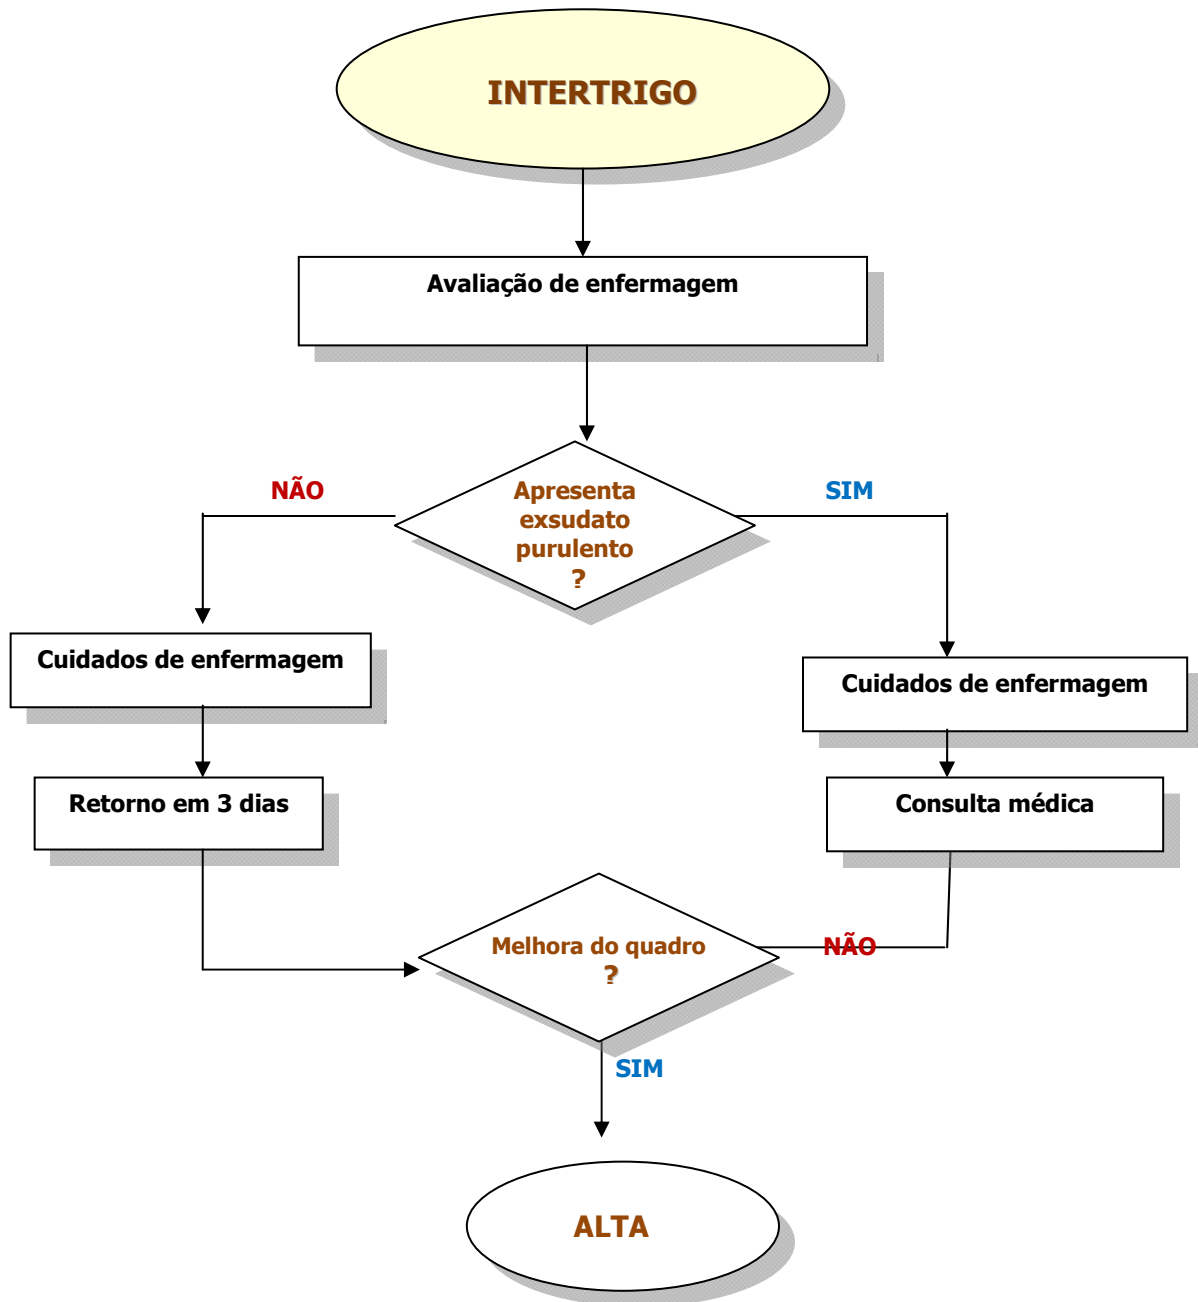 INTERTRIGO
Avaliação de enfermagem
NÃO
SIM
Apresenta
exsudato
purulento
?
Cuidados de enfermagem
Cuidados de enfermagem
Retorno em 3 dias
Consulta médica
Melhora do quadro
?
NÃO
SIM
ALTA